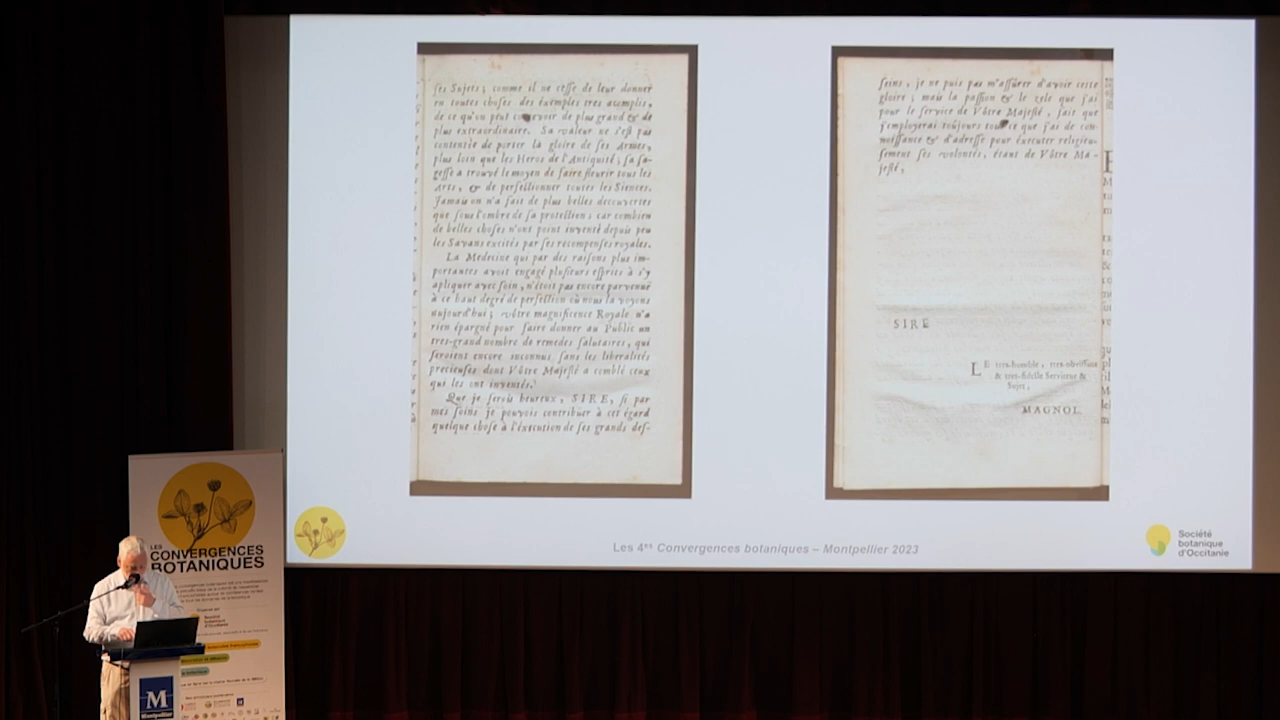 ses Sujets ; comme il ne cesse de leur donner
en toutes choses des éxemples tres acomplis,
de ce qu'on peut concevoir de plus grand & de
plus extraordinaire. Sa valeur ne s'est pas
contentée de porter la gloire de ses Armes,
plus loin que les Heros de l'Antiquité ; sa sa-
gesse a trouvé le moyen de faire fleurir tous les
Arts, & de perfectionner toutes les Siences.
Jamais on n'a fait de plus belles decouvertes
que sous l'ombre de sa protection ; car combien
de belles choses n'ont point inventé depuis peu
les Savans excités par ses recompenses royales.
La Medecine qui par des raisons plus im-
portantes avoit engagé plusieurs esprits à s'y
apliquer avec soin, n'étoit pas encore parvenuë
à ce haut degré de perfection où nous la voyons
aujourd'hui ; vôtre magnificence Royale n'a
rien épargné pour faire donner au Public un
tres-grand nombre de remedes salutaires, qui
seroient encore inconnus sans les liberalités
precieuses dont Vôtre Majesté a comblé ceux
qui les ont inventés.
Que je serois heureux, SIRE, si par
mes soins je pouvois contribüer à cet égard
quelque chose à l'éxécution de ses grands des-
seins, je ne puis pas m'assûrer d'avoir cette
gloire ; mais la passion & le zele que j'ai
pour le service de Vôtre Majesté, fait que
j'employerai toûjours tout ce que j'ai de con-
noissance & d'adresse pour éxecuter religieu-
sement ses volontés, étant de Vôtre Ma-
jesté,
SIRE
LE tres-humble, tres-obeïssant
& tres-fidéle Serviteur &
Sujet,
MAGNOL.
Les 4es Convergences botaniques – Montpellier 2023
Société
botanique
d'Occitanie
LES
CONVERGENCES
BOTANIQUES
Société
botanique
d'Occitanie
M
Montpellier